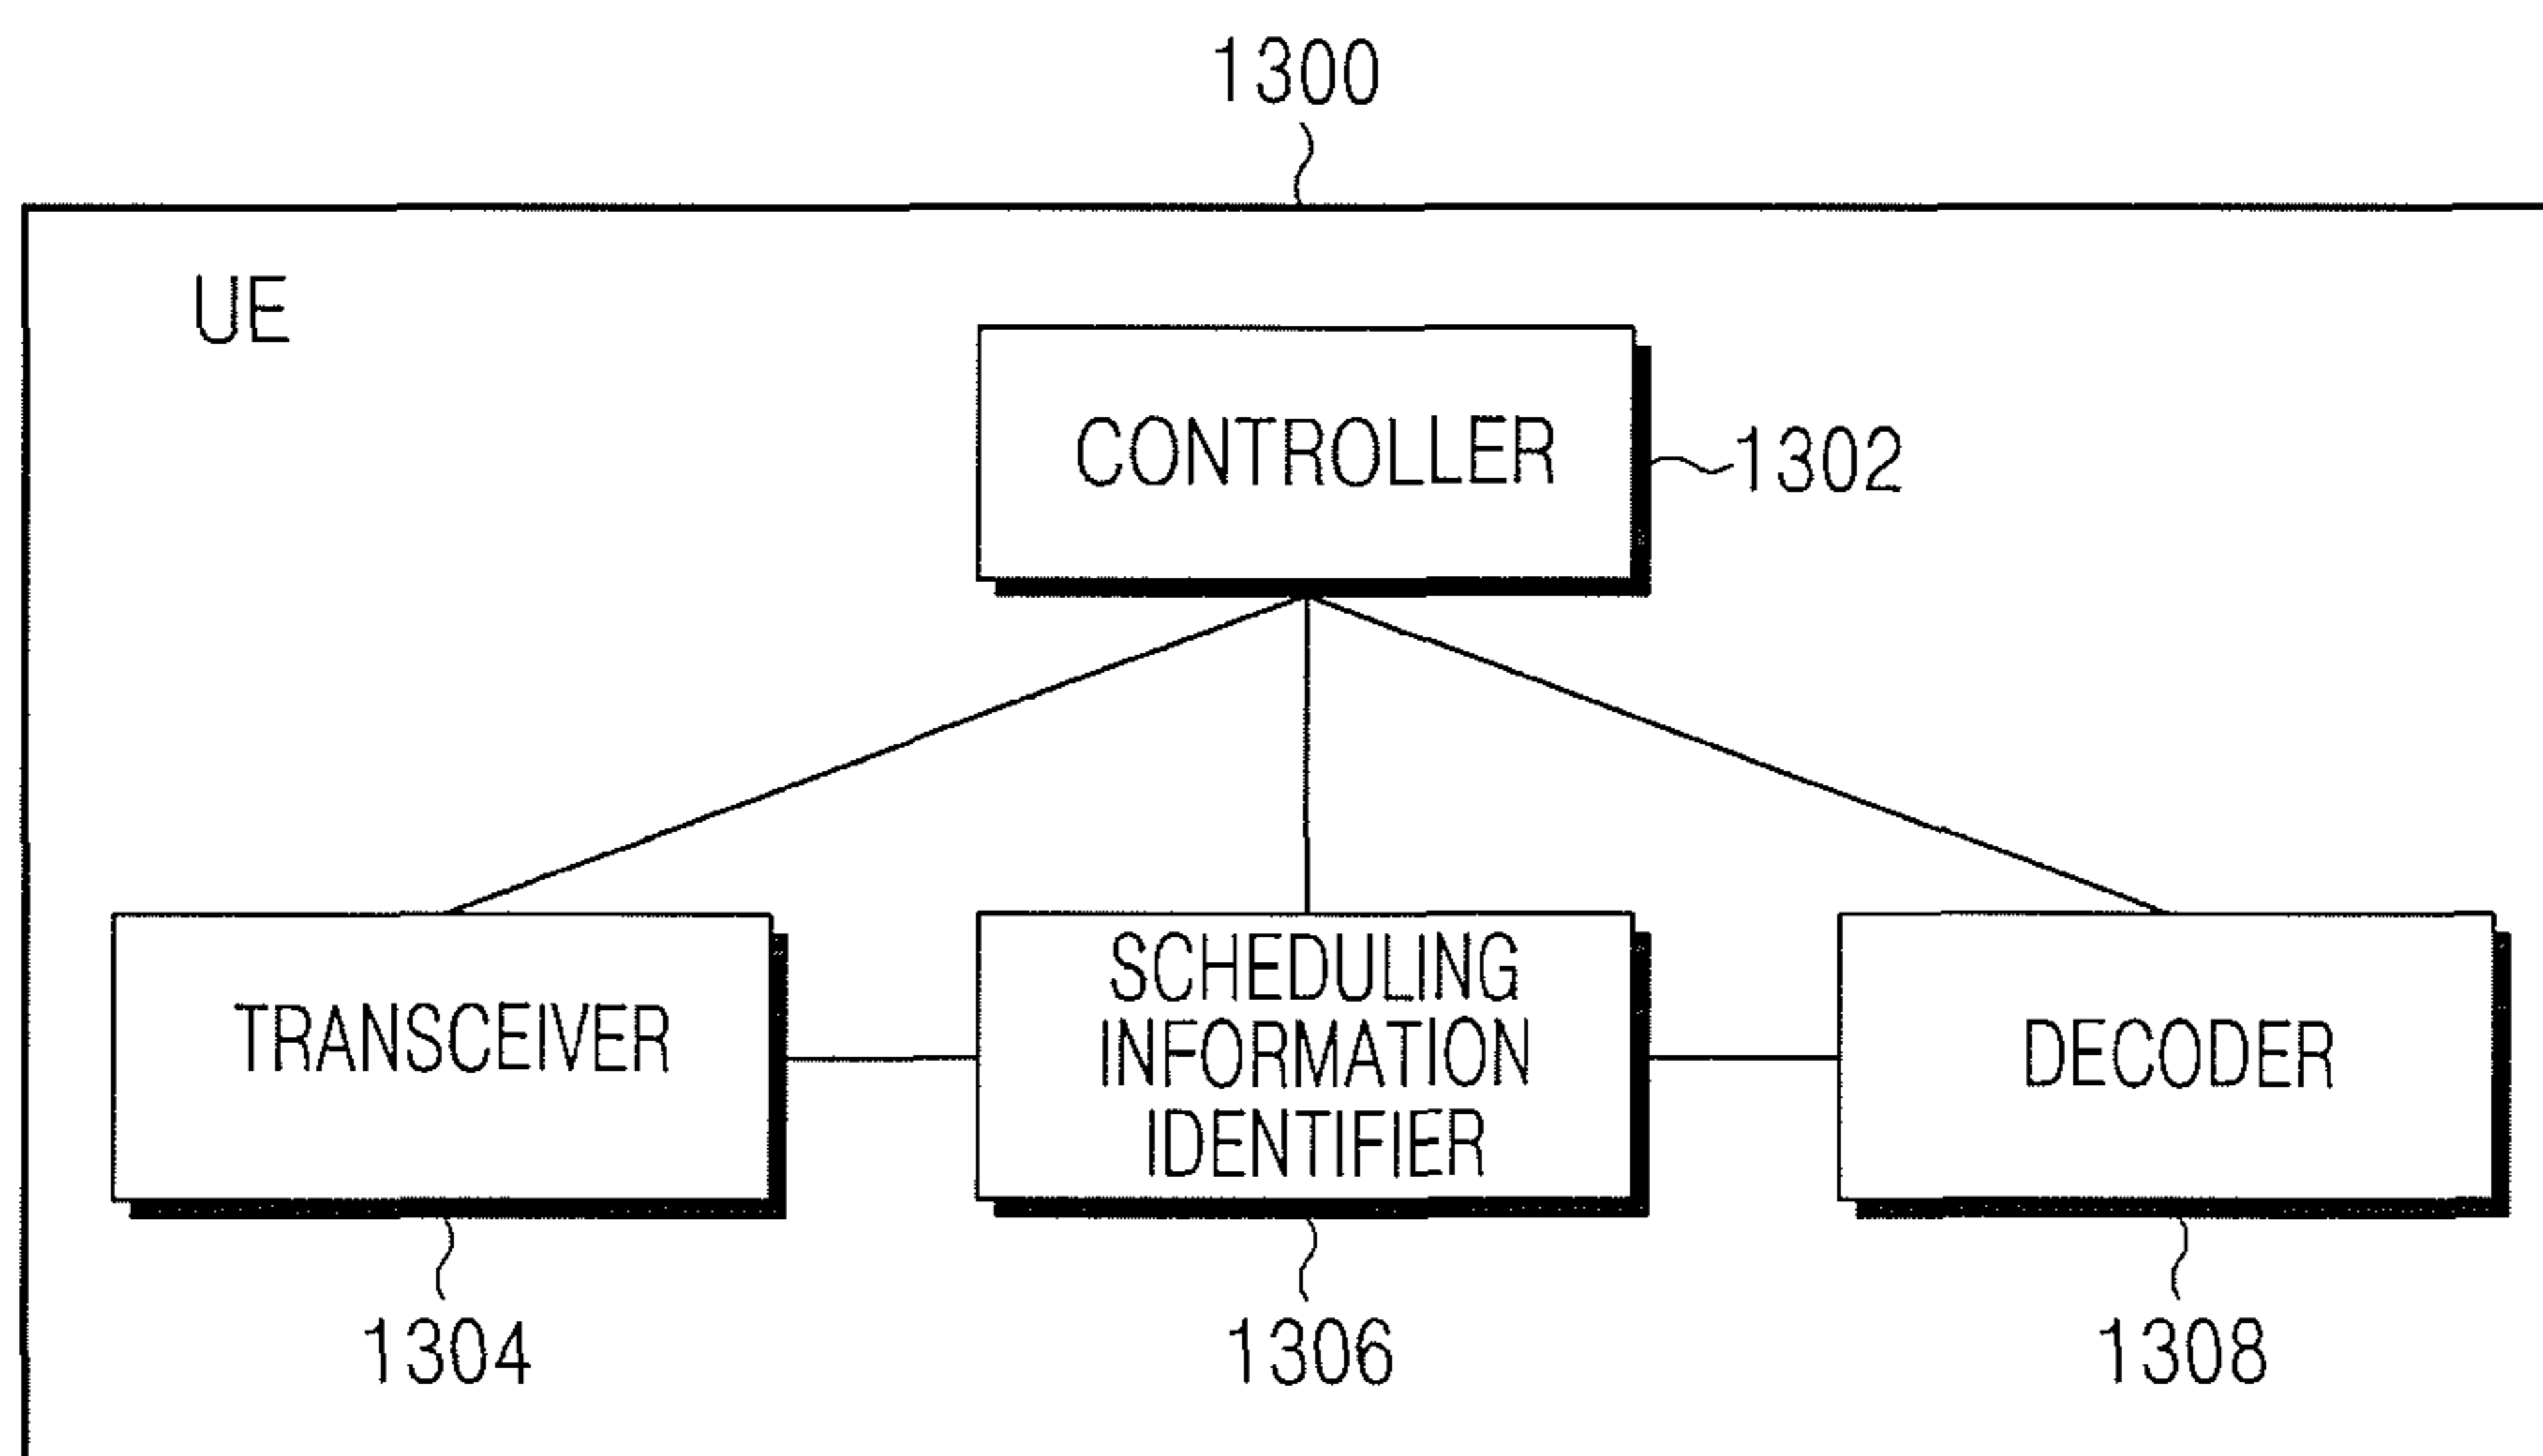 1300
UE
CONTROLLER
1302
TRANSCEIVER
SCHEDULING
INFORMATION
IDENTIFIER
DECODER
1304
1306
1308